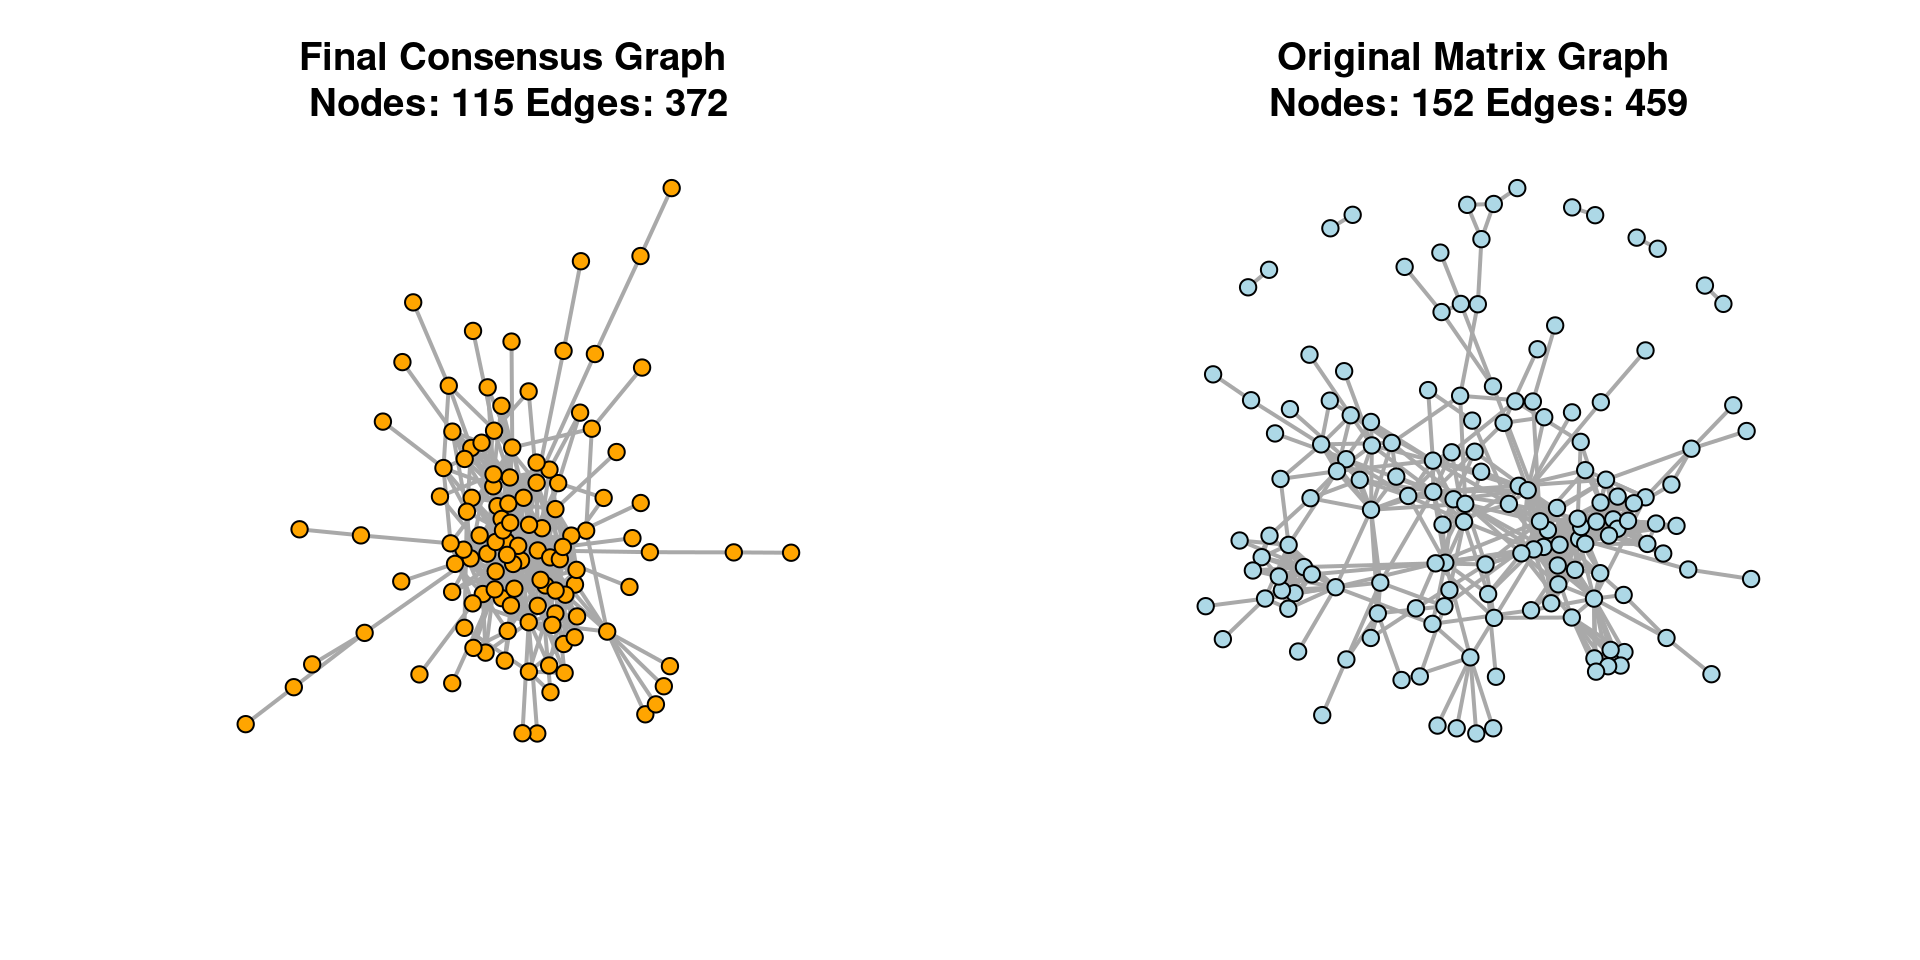 Final Consensus Graph
Nodes: 115 Edges: 372
Original Matrix Graph
Nodes: 152 Edges: 459